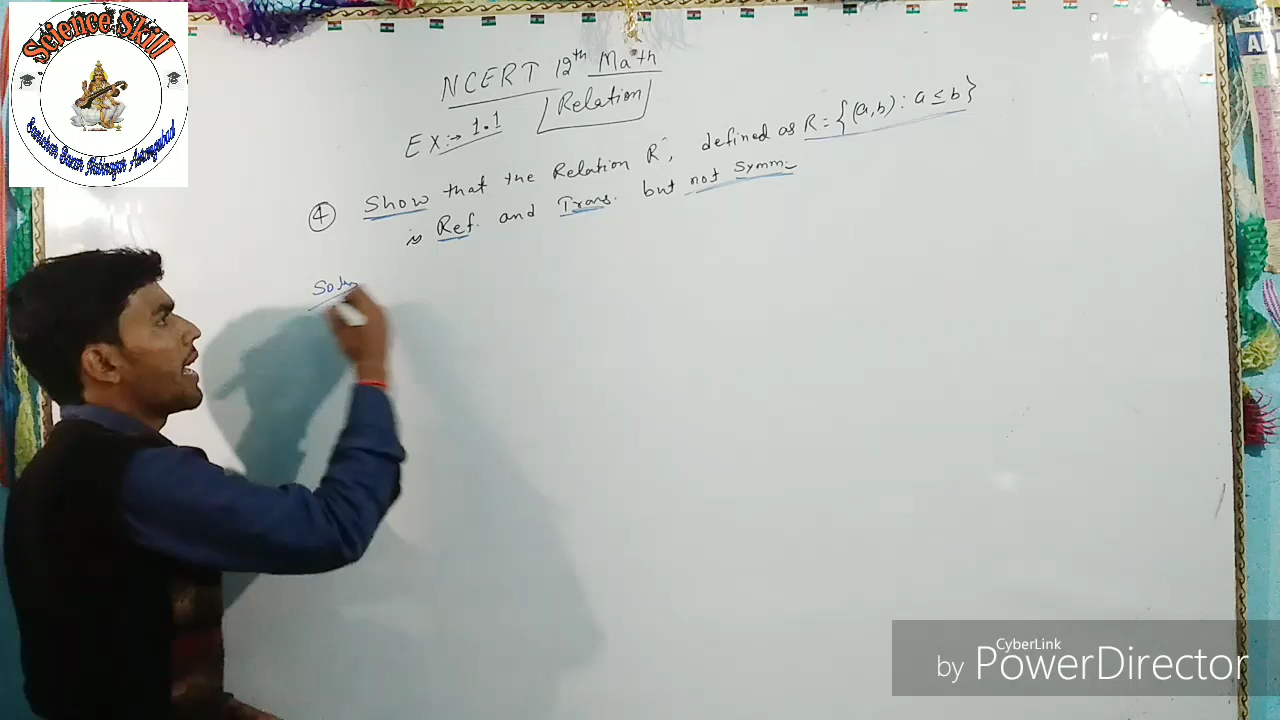 Science Skill
NCERT 12th Math
Relation
Ex:→ 1.1
④ Show that the Relation R, defined as R = {(a,b) : a ≤ b}
is Ref. and Trans. but not Symm
Soln
CyberLink
by PowerDirector